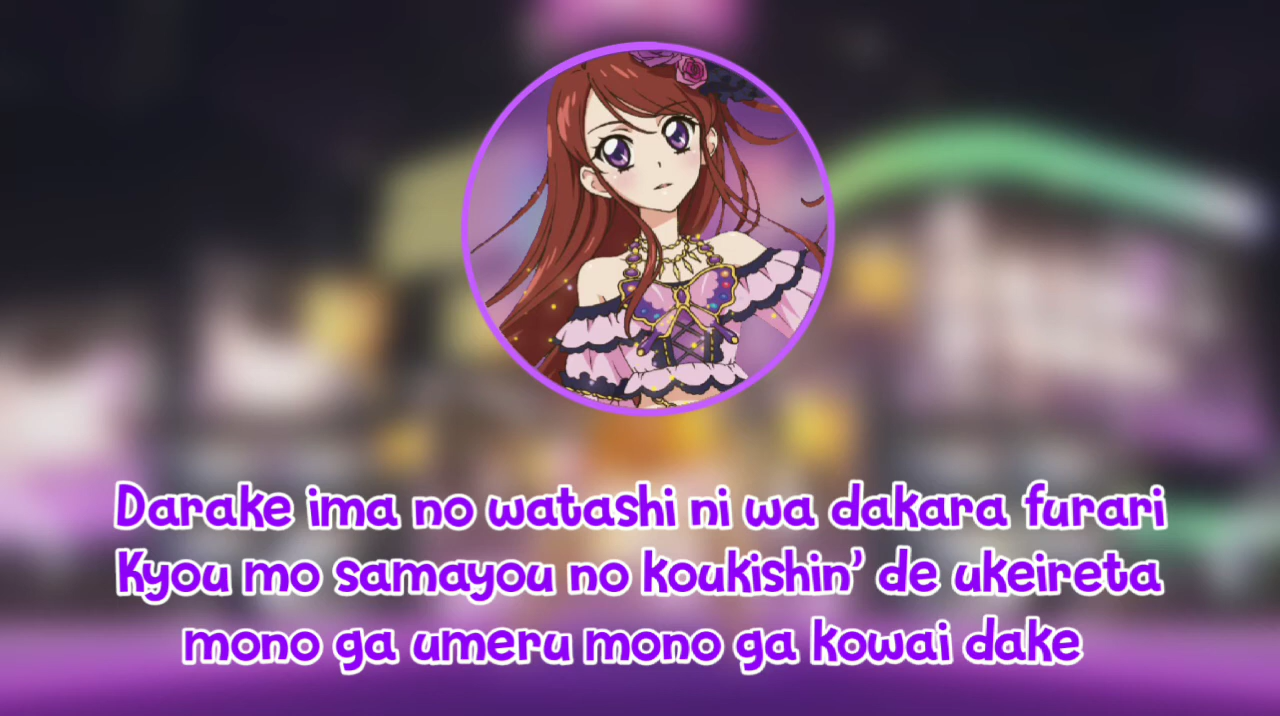 Darake ima no watashi ni wa dakara furari
Kyou mo samayou no koukishin' de ukeireta
mono ga umeru mono ga kowai dake